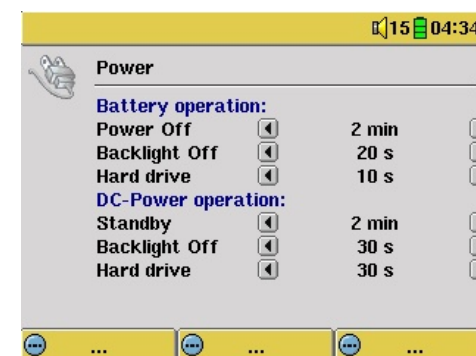 15 04:34
Power
Battery operation:
Power Off 2 min
Backlight Off 20 s
Hard drive 10 s
DC-Power operation:
Standby 2 min
Backlight Off 30 s
Hard drive 30 s
... ... ...